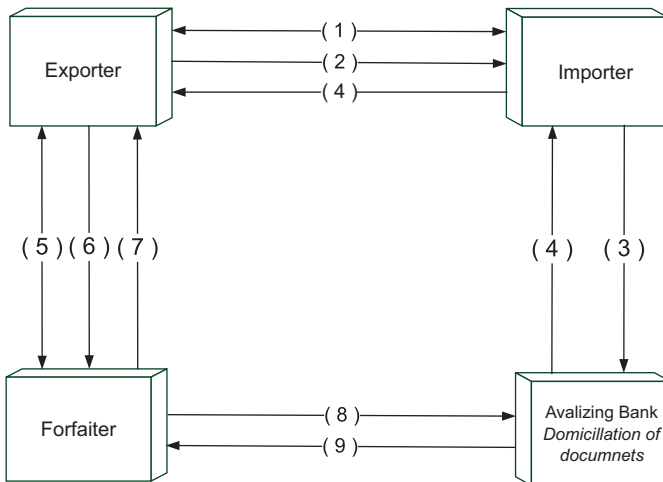 ( 1 )
Exporter
( 2 )
Importer
( 4 )
( 5 )
( 6 )
( 7 )
( 4 )
( 3 )
Forfaiter
( 8 )
( 9 )
Avalizing Bank
Domicillation of
documnets